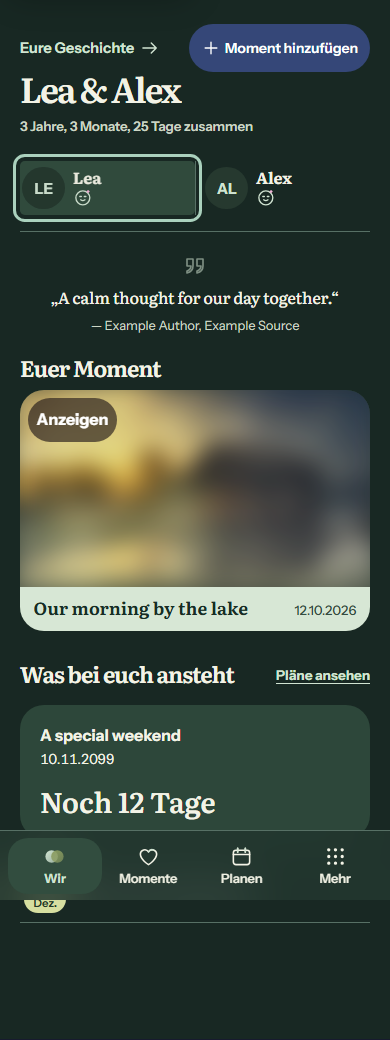 Eure Geschichte
Moment hinzufügen
Lea & Alex
3 Jahre, 3 Monate, 25 Tage zusammen
LE
Lea
AL
Alex
„A calm thought for our day together.“
— Example Author, Example Source
Euer Moment
Anzeigen
Our morning by the lake
12.10.2026
Was bei euch ansteht
Pläne ansehen
A special weekend
10.11.2099
Noch 12 Tage
Wir
Momente
Planen
Mehr
Dez.